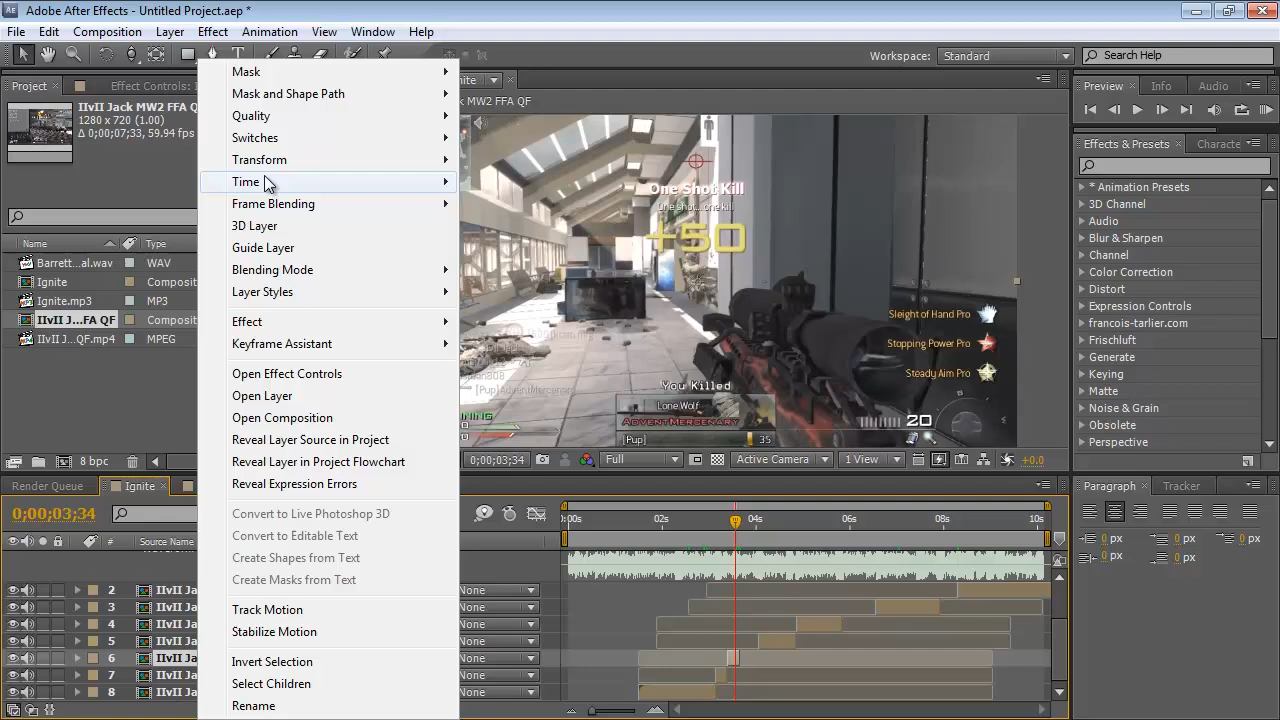 Adobe After Effects - Untitled Project.aep *
File Edit Composition Layer Effect Animation View Window Help
Workspace: Standard
Search Help
Project Effect Controls: nite
Preview Info Audio
IIvII Jack MW2 FFA Q
1280 x 720 (1.00)
Δ 0;00;07;33, 59.94 fps
Jack MW2 FFA QF
Mask
Mask and Shape Path
Quality
Switches
Transform
Time
Frame Blending
3D Layer
Guide Layer
Blending Mode
Layer Styles
Effect
Keyframe Assistant
Open Effect Controls
Open Layer
Open Composition
Reveal Layer Source in Project
Reveal Layer in Project Flowchart
Reveal Expression Errors
Convert to Live Photoshop 3D
Convert to Editable Text
Create Shapes from Text
Create Masks from Text
Track Motion
Stabilize Motion
Invert Selection
Select Children
Rename
Name Type
Barrett...al.wav WAV
Ignite Composit
Ignite.mp3 MP3
IIvII J...FA QF Composit
IIvII J...QF.mp4 MPEG
8 bpc
One Shot Kill
One Shot...one kill
+50
Sleight of Hand Pro
Stopping Power Pro
Steady Aim Pro
You Killed
Lone Wolf
ADVENTMERCENARY
[Pup] 35
[Pup]AdventMercenary
NING
20
0;00;03;34 Full Active Camera 1 View +0.0
Effects & Presets Characte
* Animation Presets
3D Channel
Audio
Blur & Sharpen
Channel
Color Correction
Distort
Expression Controls
francois-tarlier.com
Frischluft
Generate
Keying
Matte
Noise & Grain
Obsolete
Perspective
Paragraph Tracker
0 px 0 px 0 px
0 px 0 px
Render Queue Ignite
0;00;03;34
# Source Na
:00s 02s 04s 06s 08s 10s
2 IIvII Ja None
3 IIvII Ja None
4 IIvII Ja None
5 IIvII Ja None
6 IIvII Ja None
7 IIvII Ja None
8 IIvII Ja None